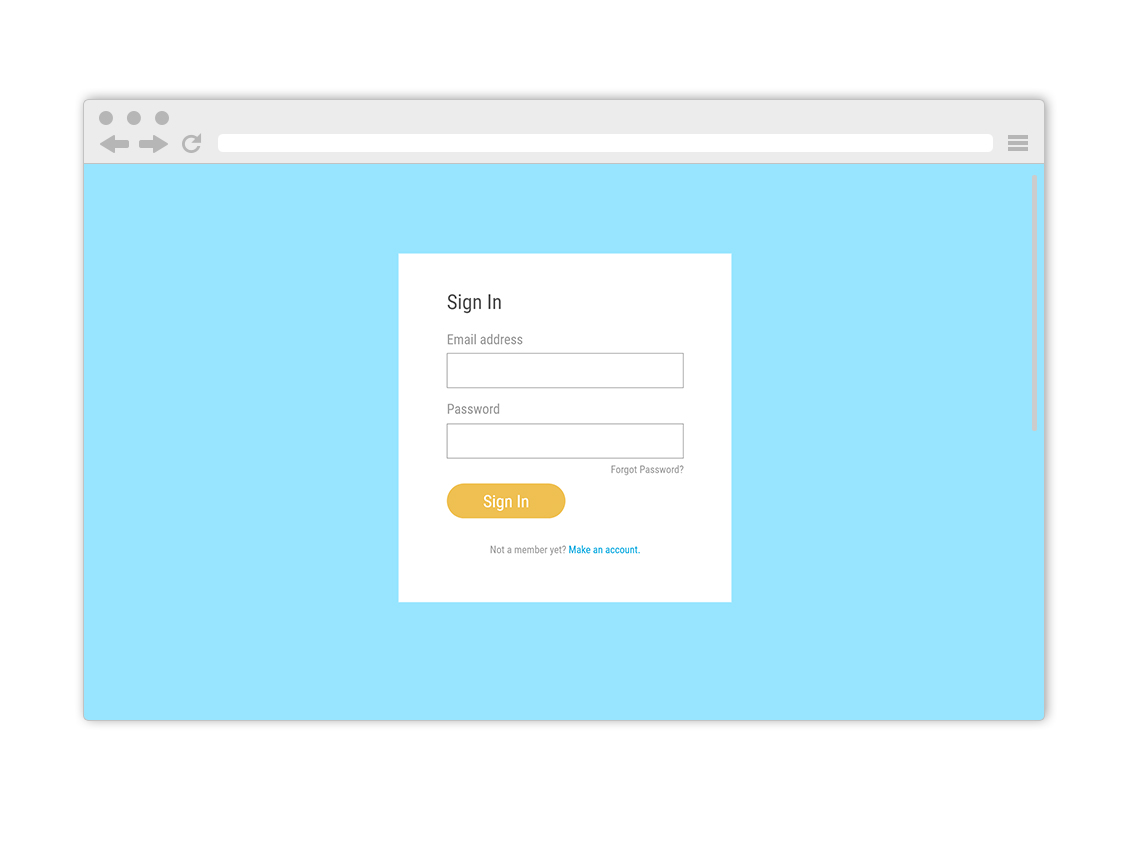 Sign In
Email address
Password
Forgot Password?
Sign In
Not a member yet? Make an account.